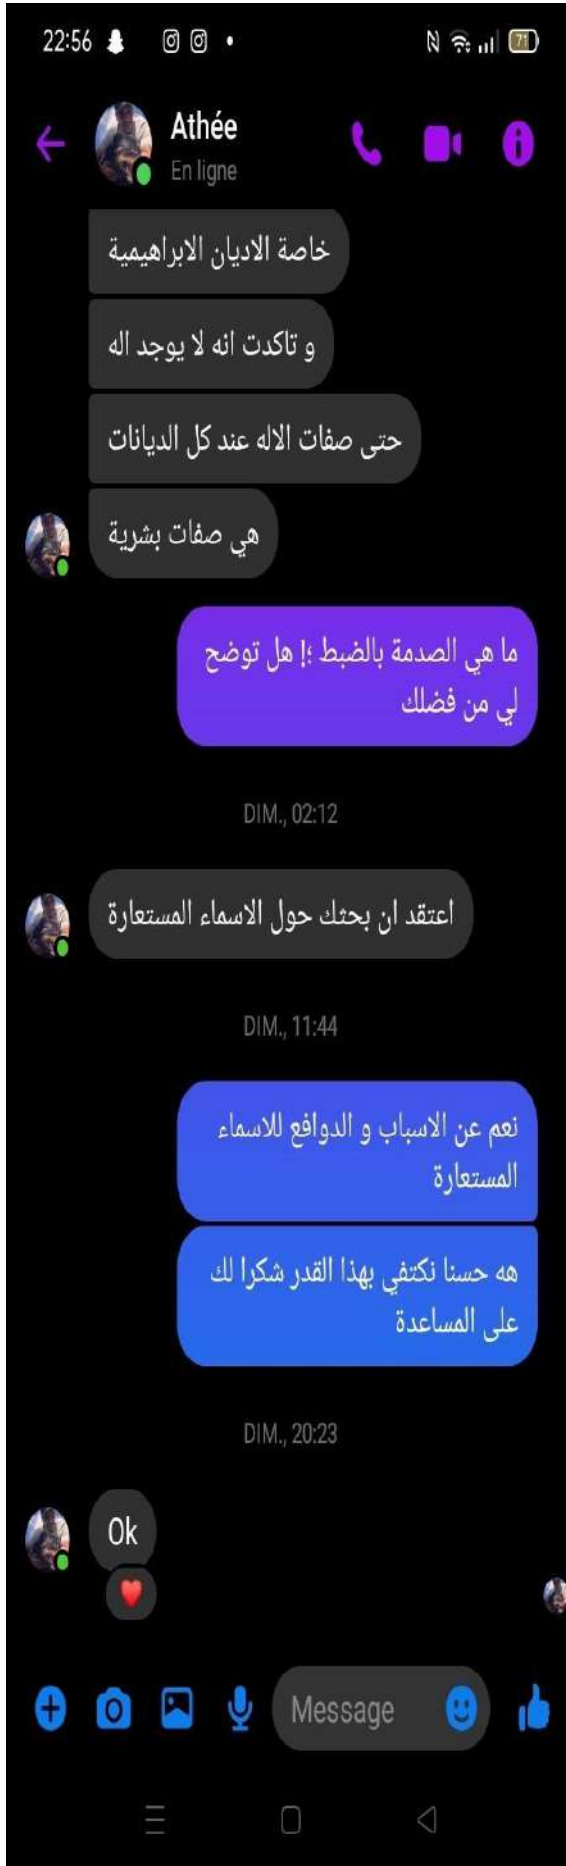 22:56
71
Athée
En ligne
خاصة الاديان الابراهيمية
و تاكدت انه لا يوجد اله
حتى صفات الاله عند كل الديانات
هي صفات بشرية
ما هي الصدمة بالضبط ؛! هل توضح
لي من فضلك
DIM., 02:12
اعتقد ان بحثك حول الاسماء المستعارة
DIM., 11:44
نعم عن الاسباب و الدوافع للاسماء
المستعارة
هه حسنا نكتفي بهذا القدر شكرا لك
على المساعدة
DIM., 20:23
Ok
Message